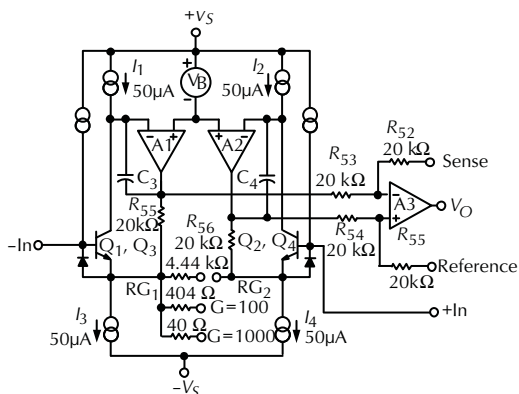 +vS
I1
50μA
+
VB
−
I2
50μA
− A1 +
+ A2 −
C3
C4
R53
20 kΩ
R52
20 kΩ
Sense
−
A3
+
VO
R55
20kΩ
R56
20 kΩ
R54
20 kΩ
R55
−In
Q1, Q3
Q2, Q4
4.44 kΩ
RG1
RG2
20kΩ
Reference
404 Ω
G=100
+In
40 Ω
G=1000
I3
50μA
I4
50μA
−VS